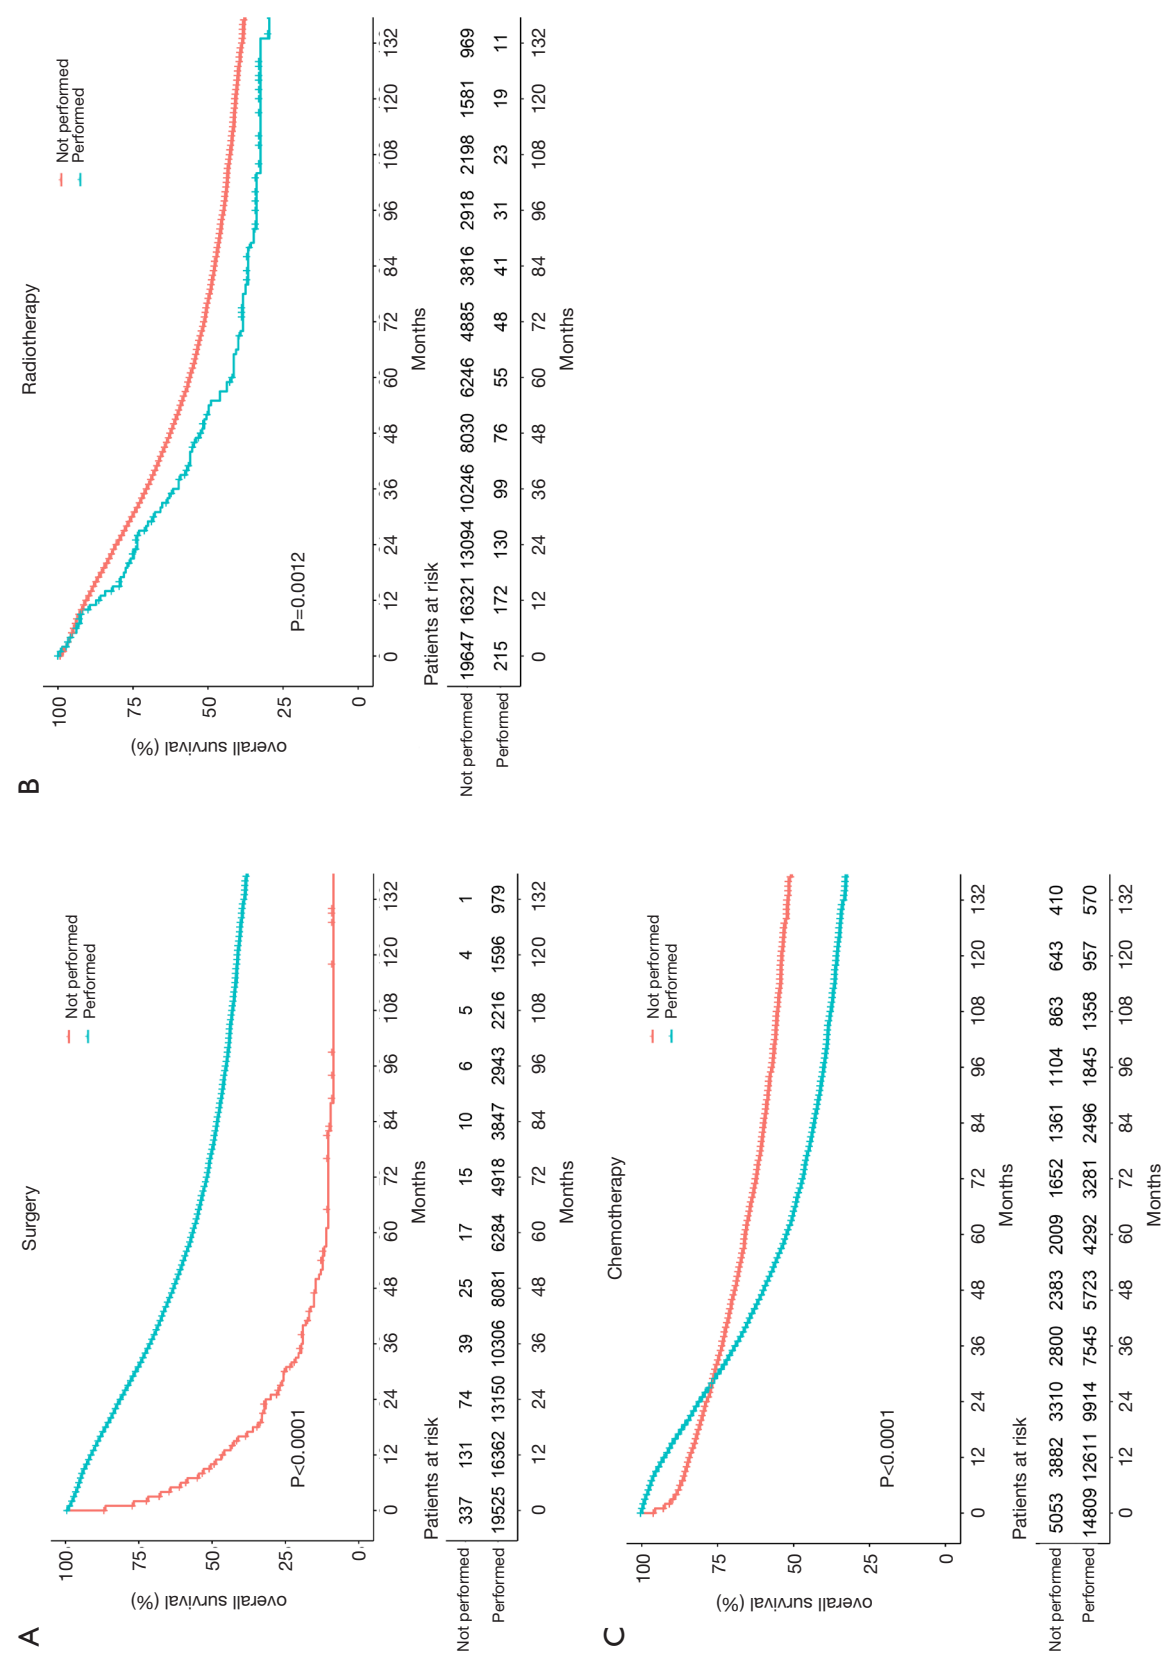 A
Surgery
Not performed
Performed
overall survival (%)
100
75
50
25
0
P<0.0001
0 12 24 36 48 60 72 84 96 108 120 132
Months
Patients at risk
Not performed 337 131 74 39 25 17 15 10 6 5 4 1
Performed 19525 16362 13150 10306 8081 6284 4918 3847 2943 2216 1596 979
0 12 24 36 48 60 72 84 96 108 120 132
Months
B
Radiotherapy
Not performed
Performed
overall survival (%)
100
75
50
25
0
P=0.0012
0 12 24 36 48 60 72 84 96 108 120 132
Months
Patients at risk
Not performed 19647 16321 13094 10246 8030 6246 4885 3816 2918 2198 1581 969
Performed 215 172 130 99 76 55 48 41 31 23 19 11
0 12 24 36 48 60 72 84 96 108 120 132
Months
C
Chemotherapy
Not performed
Performed
overall survival (%)
100
75
50
25
0
P<0.0001
0 12 24 36 48 60 72 84 96 108 120 132
Months
Patients at risk
Not performed 5053 3882 3310 2800 2383 2009 1652 1361 1104 863 643 410
Performed 14809 12611 9914 7545 5723 4292 3281 2496 1845 1358 957 570
0 12 24 36 48 60 72 84 96 108 120 132
Months